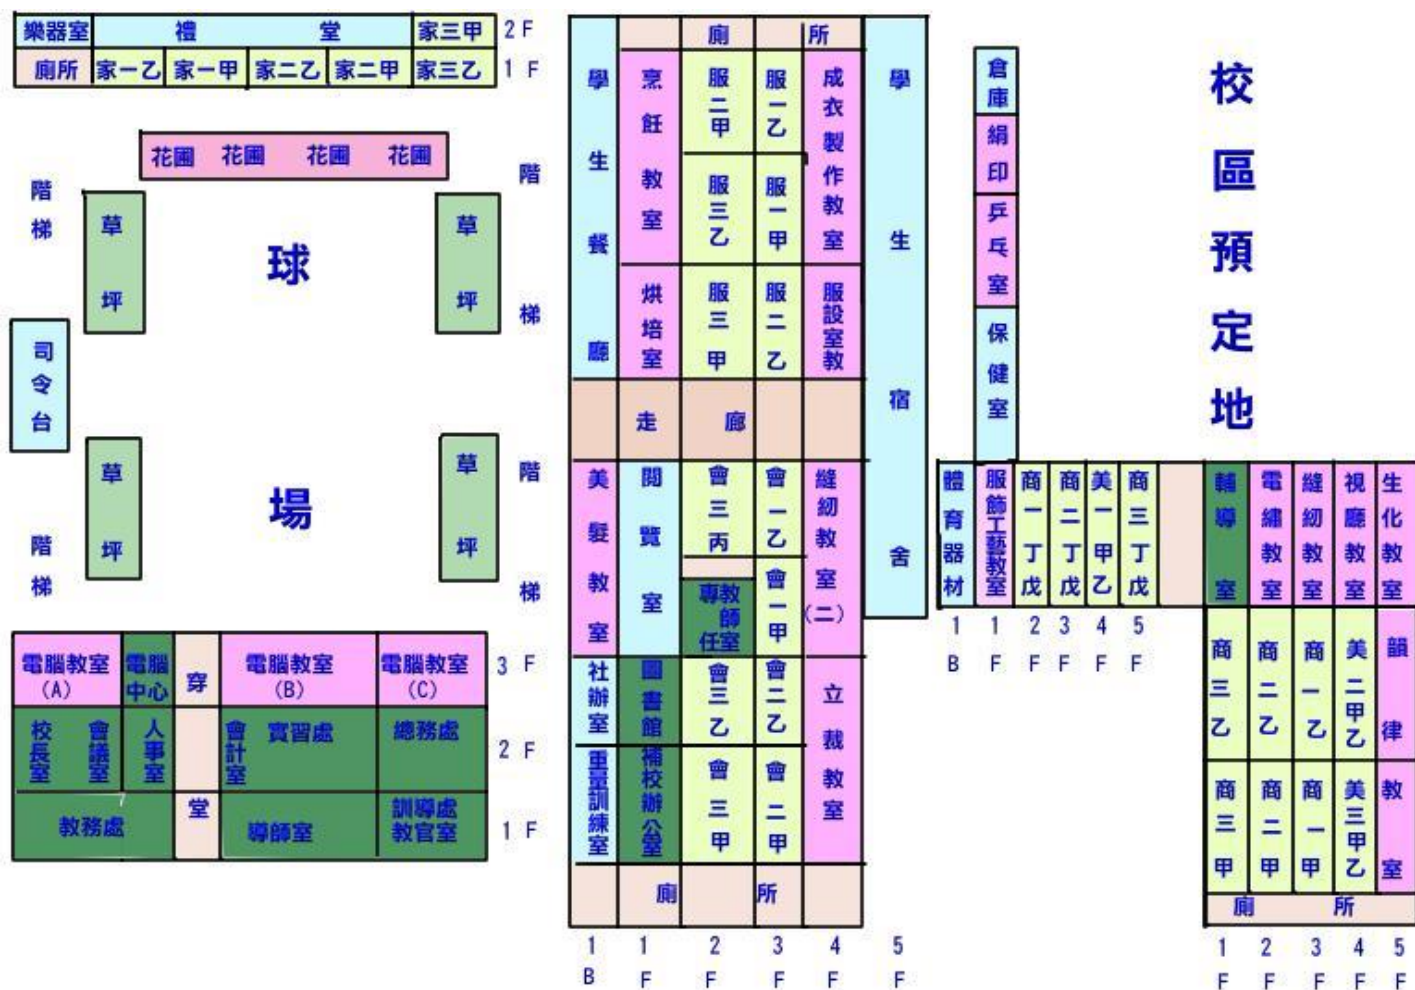 樂器室 禮堂 家三甲 2F
廁所 家一乙 家一甲 家二乙 家二甲 家三乙 1F
花圃 花圃 花圃 花圃
階梯
階梯
草坪
草坪
球場
司令台
草坪
草坪
階梯
階梯
電腦教室(A) 電腦中心 穿堂 電腦教室(B) 電腦教室(C) 3F
校長室 會議室 人事室 會計室 實習處 總務處 2F
教務處 導師室 訓導處教官室 1F
廁所
學生餐廳
烹飪教室
服二甲
服一乙
成衣製作教室
服三乙
服一甲
烘培室
服三甲
服二乙
服設室教
學生宿舍
走廊
美髮教室
閱覽室
會三丙
會一乙
縫紉教室(二)
專教師任室
會一甲
社辦室
圖書館
會三乙
會二乙
立裁教室
重量訓練室
補校辦公室
會三甲
會二甲
廁所
1B 1F 2F 3F 4F 5F
倉庫
絹印
乒乓室
保健室
校區預定地
體育器材
服飾工藝教室
商一丁戊
商二丁戊
美一甲乙
商三丁戊
1B 1F 2F 3F 4F 5F
輔導室
電繡教室
縫紉教室
視廳教室
生化教室
商三乙
商二乙
商一乙
美二甲乙
韻律教室
商三甲
商二甲
商一甲
美三甲乙
廁所
1F 2F 3F 4F 5F